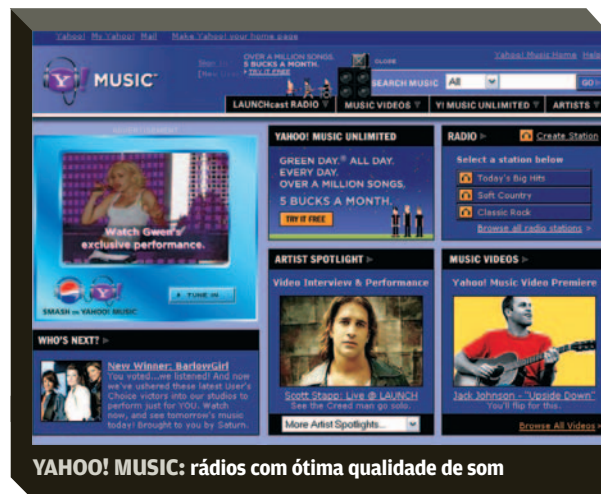 Yahoo! My Yahoo! Mail Make Yahoo! your home page
Y! MUSIC
OVER A MILLION SONGS.
5 BUCKS A MONTH.
TRY IT FREE
CLOSE
Yahoo! Music Home Help
SEARCH MUSIC All GO
LAUNCHcast RADIO MUSIC VIDEOS Y! MUSIC UNLIMITED ARTISTS
ADVERTISEMENT
Watch Gwen's
exclusive performance.
TUNE IN
SMASH on YAHOO! MUSIC
WHO'S NEXT?
New Winner: BarlowGirl
You voted...we listened! And now
we've ushered these latest User's
Choice victors into our studios to
perform just for YOU. Watch
now, and see tomorrow's music
today! Brought to you by Saturn.
YAHOO! MUSIC UNLIMITED
GREEN DAY.® ALL DAY.
EVERY DAY.
OVER A MILLION SONGS.
5 BUCKS A MONTH.
TRY IT FREE
ARTIST SPOTLIGHT
Video Interview & Performance
Scott Stapp: Live @ LAUNCH
See the Creed man go solo.
More Artist Spotlights...
RADIO Create Station
Select a station below
Today's Big Hits
Soft Country
Classic Rock
Browse all radio stations
MUSIC VIDEOS
Yahoo! Music Video Premiere
Jack Johnson - "Upside Down"
You'll flip for this.
Browse All Videos
YAHOO! MUSIC: rádios com ótima qualidade de som